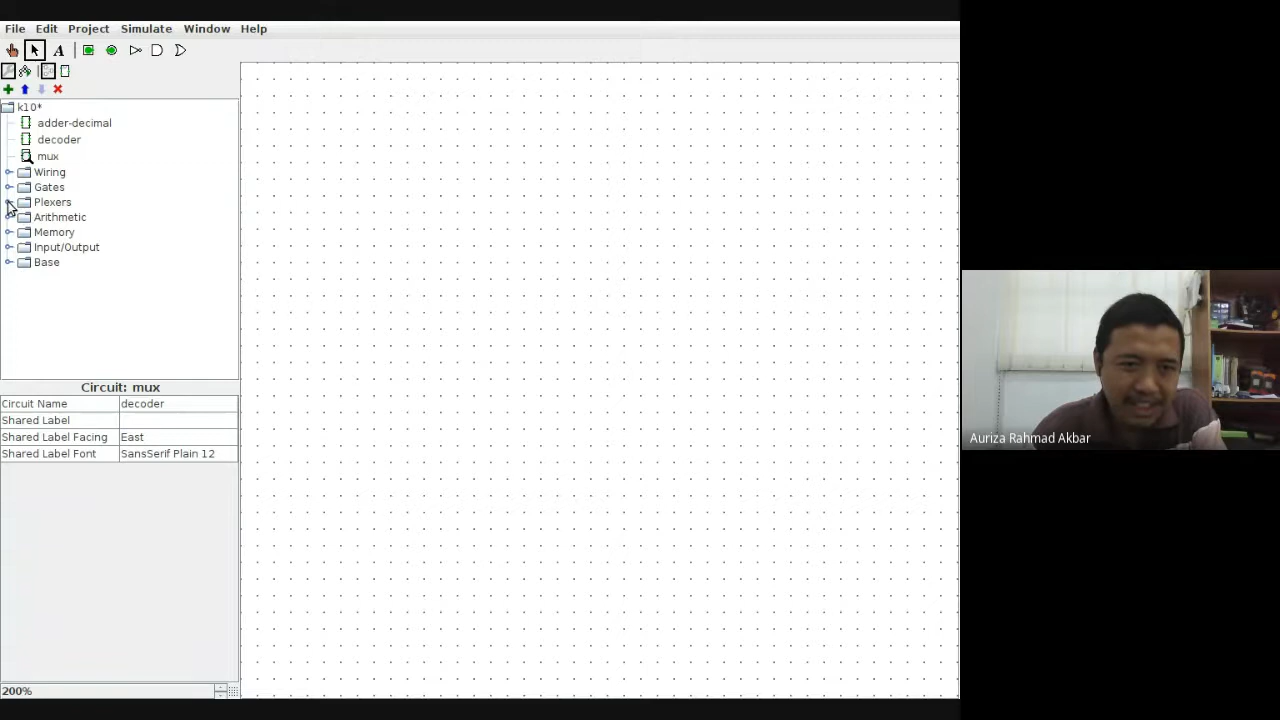 File Edit Project Simulate Window Help
A
k10*
adder-decimal
decoder
mux
Wiring
Gates
Plexers
Arithmetic
Memory
Input/Output
Base
Circuit: mux
Circuit Name decoder
Shared Label
Shared Label Facing East
Shared Label Font SansSerif Plain 12
200%
Auriza Rahmad Akbar